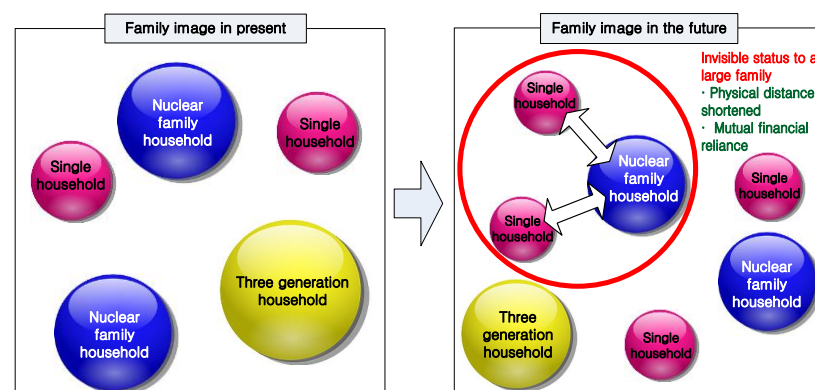 Family image in present
Nuclear
family
household
Single
household
Single
household
Three generation
household
Nuclear
family
household
Family image in the future
Invisible status to a
large family
· Physical distance
shortened
· Mutual financial
reliance
Single
household
Nuclear
family
household
Single
household
Single
household
Nuclear
family
household
Three
generation
household
Single
household